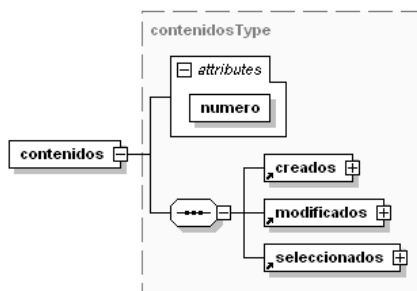 contenidosType
attributes
numero
contenidos
creados
modificados
seleccionados